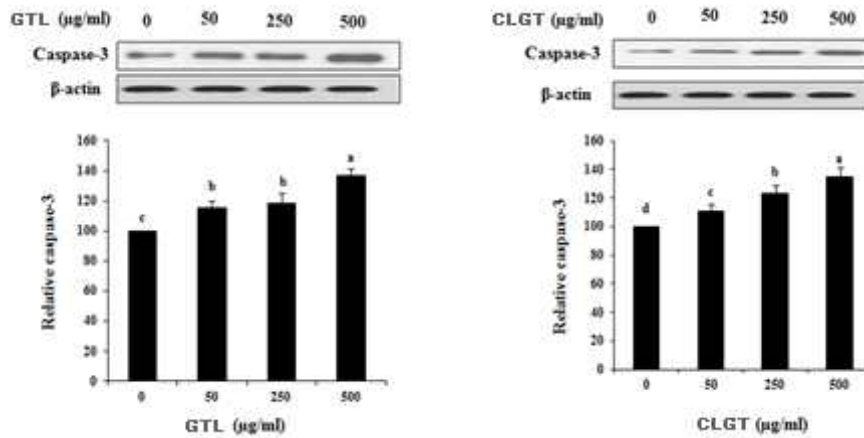 GTL (µg/ml) 0 50 250 500
Caspase-3
β-actin
160
140
120
100
80
60
40
20
0
Relative caspase-3
c b b a
0 50 250 500
GTL (µg/ml)
CLGT (µg/ml) 0 50 250 500
Caspase-3
β-actin
160
140
120
100
80
60
40
20
0
Relative caspase-3
d c b a
0 50 250 500
CLGT (µg/ml)